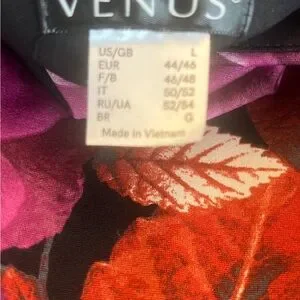 VENUS
US/GB L
EUR 44/46
F/B 46/48
IT 50/52
RU/UA 52/54
BR G
Made in Vietnam